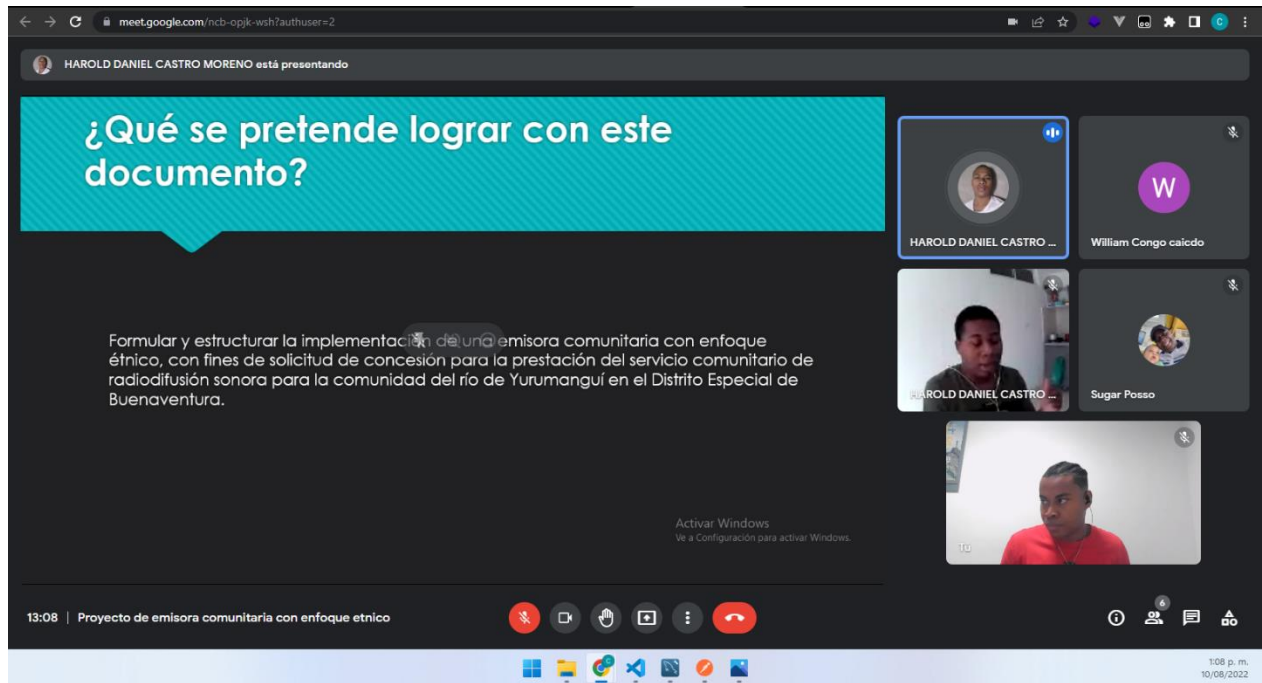 meet.google.com/ncb-opjk-wsh?authuser=2
C
HAROLD DANIEL CASTRO MORENO está presentando
¿Qué se pretende lograr con este
documento?
Formular y estructurar la implementación de una emisora comunitaria con enfoque
étnico, con fines de solicitud de concesión para la prestación del servicio comunitario de
radiodifusión sonora para la comunidad del río de Yurumanguí en el Distrito Especial de
Buenaventura.
Activar Windows
Ve a Configuración para activar Windows.
HAROLD DANIEL CASTRO ...
W
William Congo caicdo
HAROLD DANIEL CASTRO ...
Sugar Posso
Tú
13:08 | Proyecto de emisora comunitaria con enfoque etnico
6
1:08 p. m.
10/08/2022